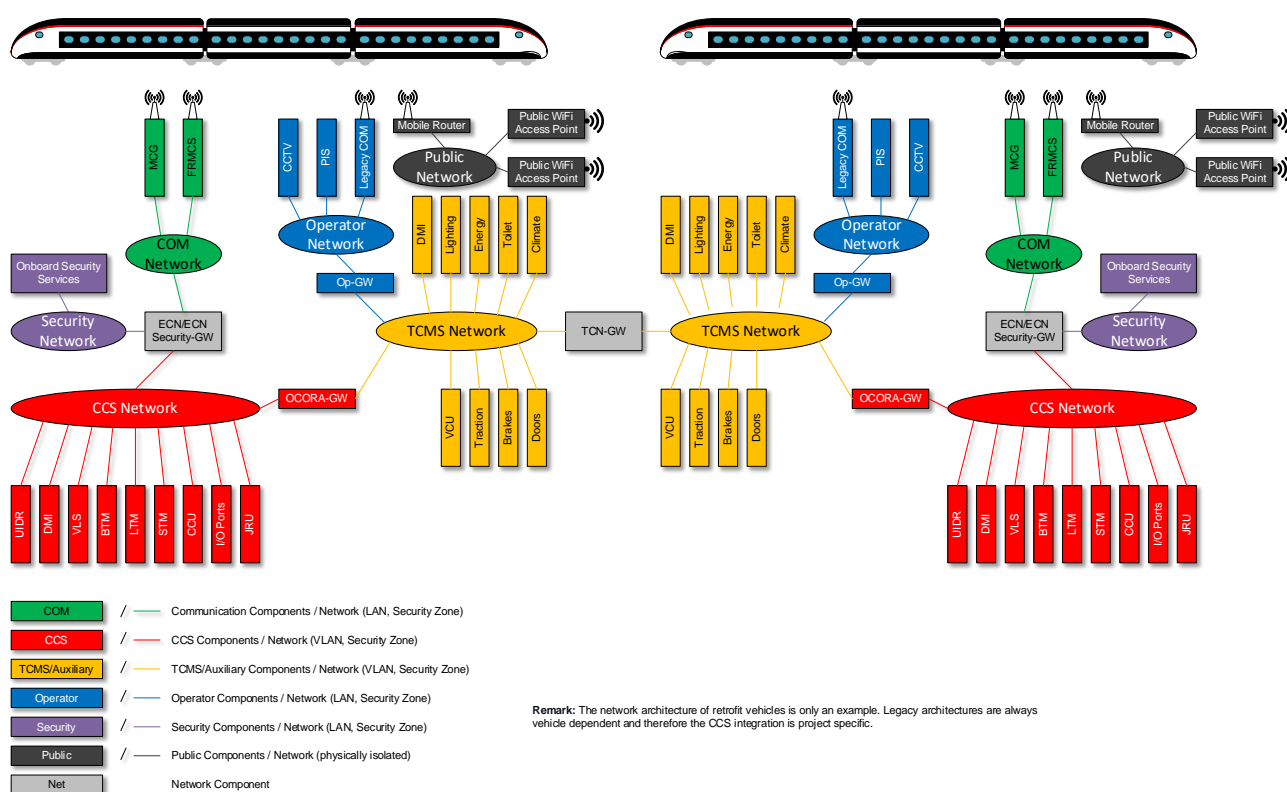 MCG
FRMCS
CCTV
PIS
Legacy COM
Mobile Router
Public WiFi
Access Point
Public
Network
Public WiFi
Access Point
Legacy COM
PIS
CCTV
MCG
FRMCS
Mobile Router
Public WiFi
Access Point
Public
Network
Public WiFi
Access Point
COM
Network
Operator
Network
DMI
Lighting
Energy
Toilet
Climate
DMI
Lighting
Energy
Toilet
Climate
Operator
Network
COM
Network
Onboard Security
Services
Op-GW
Op-GW
Onboard Security
Services
Security
Network
ECN/ECN
Security-GW
TCMS Network
TCN-GW
TCMS Network
ECN/ECN
Security-GW
Security
Network
CCS Network
OCORA-GW
VCU
Traction
Brakes
Doors
VCU
Traction
Brakes
Doors
OCORA-GW
CCS Network
UIDR
DMI
VLS
BTM
LTM
STM
CCU
I/O Ports
JRU
UIDR
DMI
VLS
BTM
LTM
STM
CCU
I/O Ports
JRU
COM / Communication Components / Network (LAN, Security Zone)
CCS / CCS Components / Network (VLAN, Security Zone)
TCMS/Auxiliary / TCMS/Auxiliary Components / Network (VLAN, Security Zone)
Operator / Operator Components / Network (LAN, Security Zone)
Security / Security Components / Network (LAN, Security Zone)
Public / Public Components / Network (physically isolated)
Net Network Component
Remark: The network architecture of retrofit vehicles is only an example. Legacy architectures are always
vehicle dependent and therefore the CCS integration is project specific.